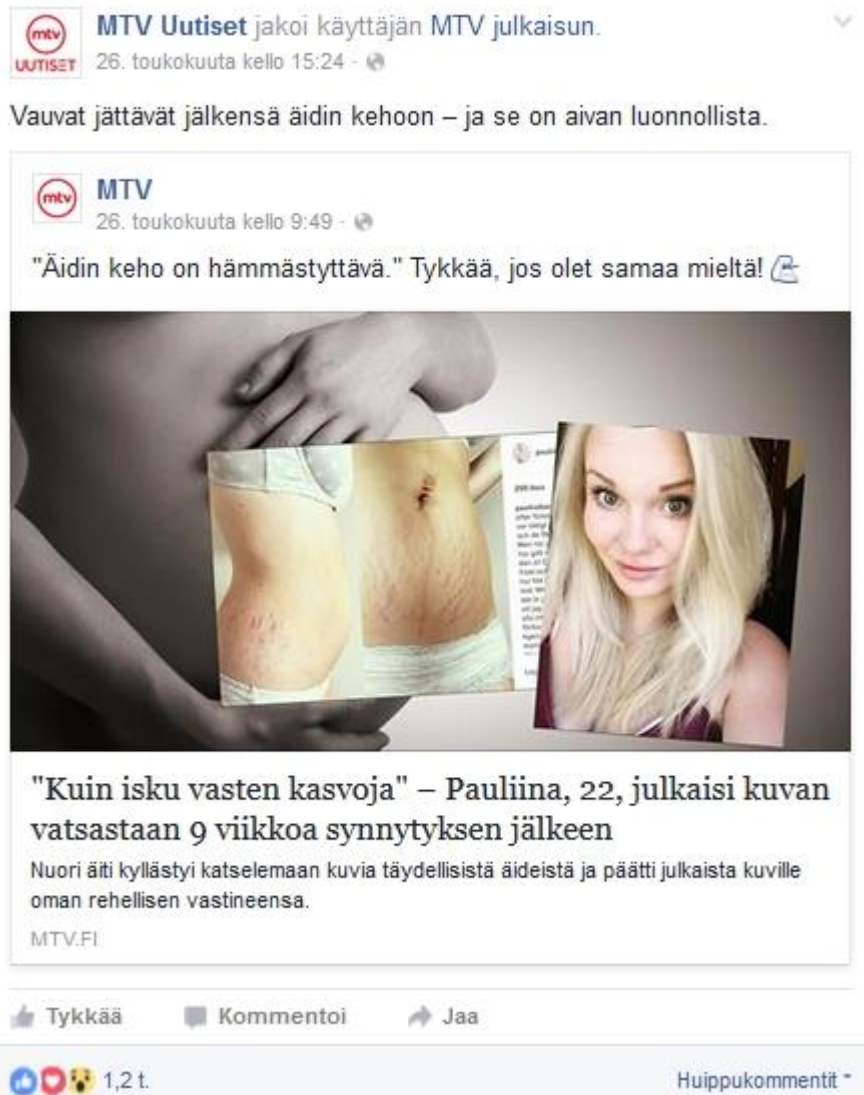 mtv
UUTISET
MTV Uutiset jakoi käyttäjän MTV julkaisun.
26. toukokuuta kello 15:24 ·
Vauvat jättävät jälkensä äidin kehoon – ja se on aivan luonnollista.
mtv
MTV
26. toukokuuta kello 9:49 ·
"Äidin keho on hämmästyttävä." Tykkää, jos olet samaa mieltä!
"Kuin isku vasten kasvoja" – Pauliina, 22, julkaisi kuvan
vatsastaan 9 viikkoa synnytyksen jälkeen
Nuori äiti kyllästyi katselemaan kuvia täydellisistä äideistä ja päätti julkaista kuville
oman rehellisen vastineensa.
MTV.FI
Tykkää Kommentoi Jaa
1,2 t. Huippukommentit